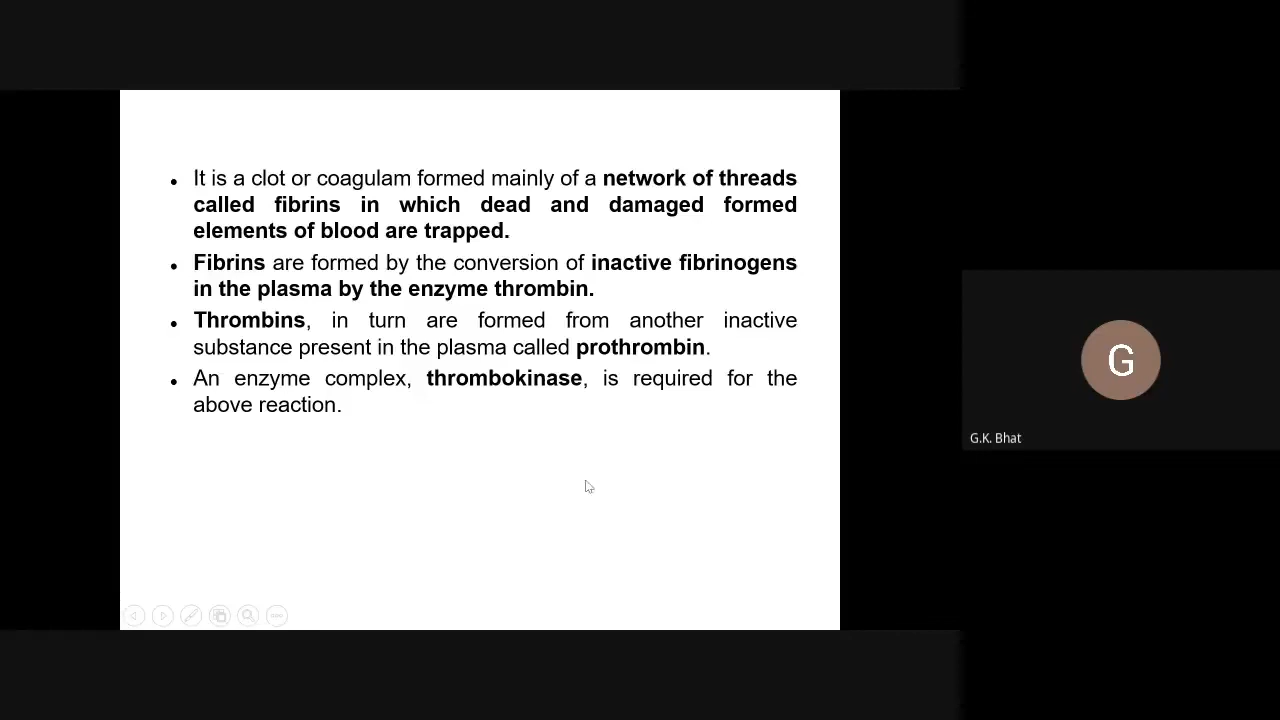 It is a clot or coagulam formed mainly of a network of threads
called fibrins in which dead and damaged formed
elements of blood are trapped.
Fibrins are formed by the conversion of inactive fibrinogens
in the plasma by the enzyme thrombin.
Thrombins, in turn are formed from another inactive
substance present in the plasma called prothrombin.
An enzyme complex, thrombokinase, is required for the
above reaction.
G
G.K. Bhat